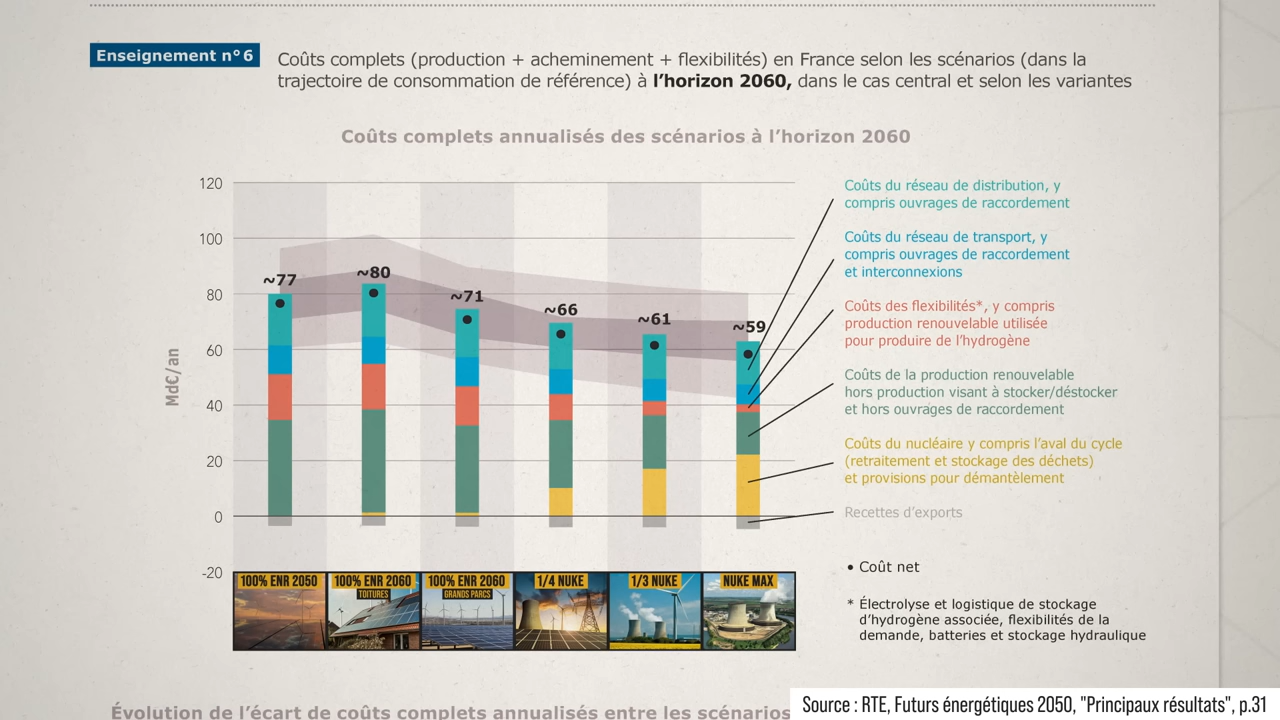 Enseignement n°6
Coûts complets (production + acheminement + flexibilités) en France selon les scénarios (dans la
trajectoire de consommation de référence) à l'horizon 2060, dans le cas central et selon les variantes
Coûts complets annualisés des scénarios à l'horizon 2060
Md€/an
120
100
80
60
40
20
0
-20
~77
~80
~71
~66
~61
~59
Coûts du réseau de distribution, y
compris ouvrages de raccordement
Coûts du réseau de transport, y
compris ouvrages de raccordement
et interconnexions
Coûts des flexibilités*, y compris
production renouvelable utilisée
pour produire de l'hydrogène
Coûts de la production renouvelable
hors production visant à stocker/déstocker
et hors ouvrages de raccordement
Coûts du nucléaire y compris l'aval du cycle
(retraitement et stockage des déchets)
et provisions pour démantèlement
Recettes d'exports
• Coût net
* Électrolyse et logistique de stockage
d'hydrogène associée, flexibilités de la
demande, batteries et stockage hydraulique
100% ENR 2050
100% ENR 2060
TOITURES
100% ENR 2060
GRANDS PARCS
1/4 NUKE
1/3 NUKE
NUKE MAX
Évolution de l'écart de coûts complets annualisés entre les scénarios
Source : RTE, Futurs énergétiques 2050, "Principaux résultats", p.31